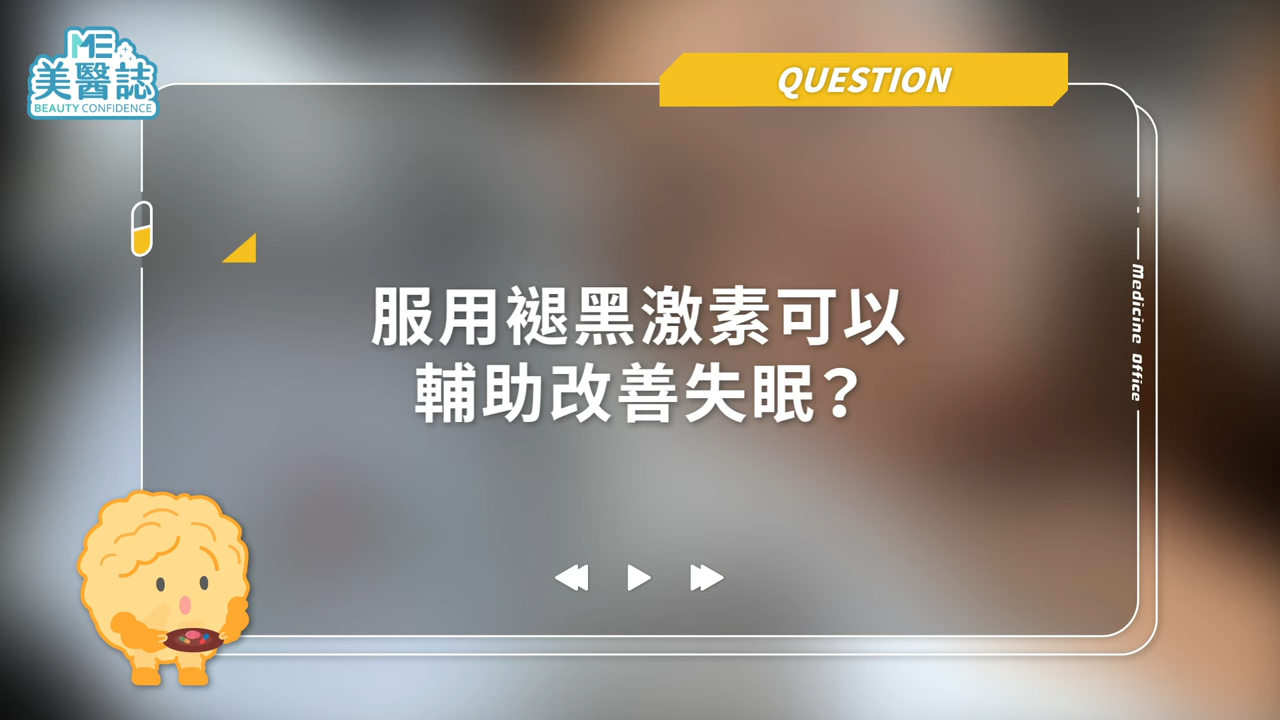 ME
美醫誌
BEAUTY CONFIDENCE
QUESTION
服用褪黑激素可以
輔助改善失眠？
Medicine Office